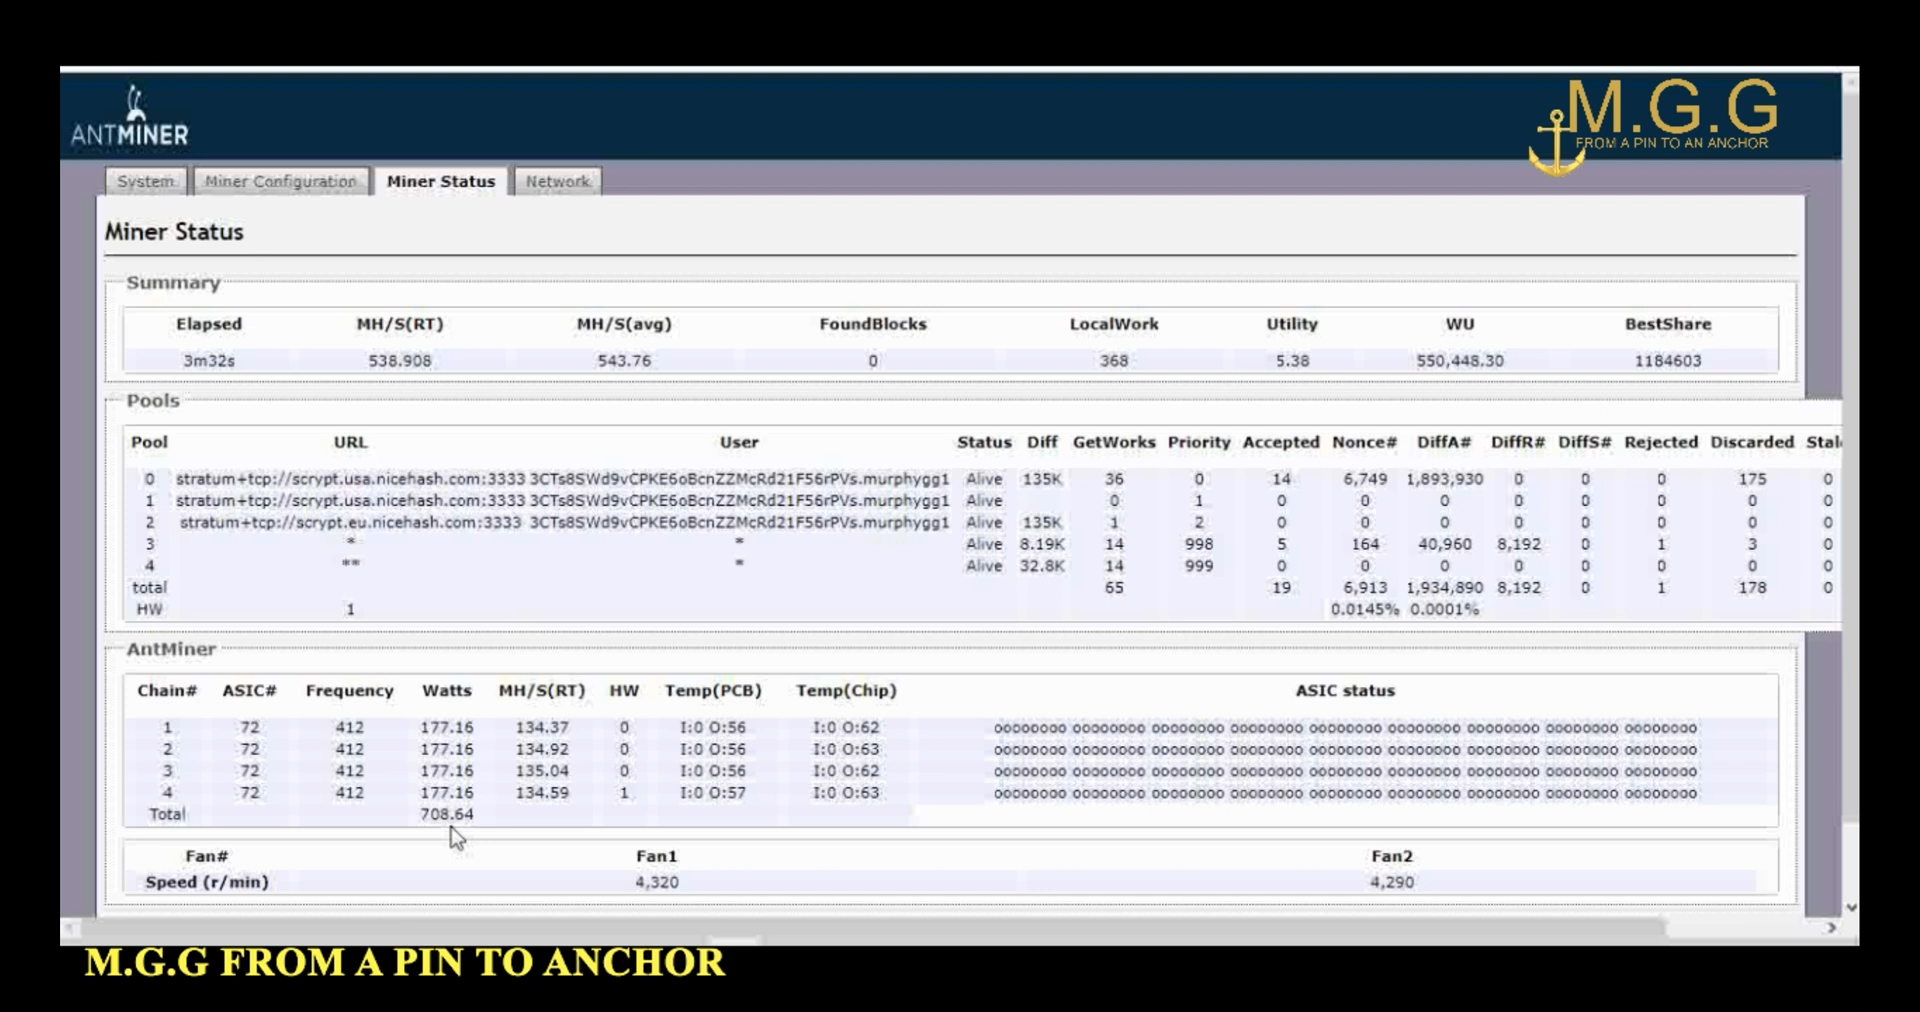 ANTMINER
M.G.G
FROM A PIN TO AN ANCHOR
System Miner Configuration Miner Status Network
Miner Status
Summary
Elapsed MH/S(RT) MH/S(avg) FoundBlocks LocalWork Utility WU BestShare
3m32s 538.908 543.76 0 368 5.38 550,448.30 1184603
Pools
Pool URL User Status Diff GetWorks Priority Accepted Nonce# DiffA# DiffR# DiffS# Rejected Discarded Stal
0 stratum+tcp://scrypt.usa.nicehash.com:3333 3CTs8SWd9vCPKE6oBcnZZMcRd21F56rPVs.murphygg1 Alive 135K 36 0 14 6,749 1,893,930 0 0 0 175 0
1 stratum+tcp://scrypt.usa.nicehash.com:3333 3CTs8SWd9vCPKE6oBcnZZMcRd21F56rPVs.murphygg1 Alive 0 1 0 0 0 0 0 0 0 0
2 stratum+tcp://scrypt.eu.nicehash.com:3333 3CTs8SWd9vCPKE6oBcnZZMcRd21F56rPVs.murphygg1 Alive 135K 1 2 0 0 0 0 0 0 0 0
3 * * Alive 8.19K 14 998 5 164 40,960 8,192 0 1 3 0
4 ** * Alive 32.8K 14 999 0 0 0 0 0 0 0 0
total 65 19 6,913 1,934,890 8,192 0 1 178 0
HW 1 0.0145% 0.0001%
AntMiner
Chain# ASIC# Frequency Watts MH/S(RT) HW Temp(PCB) Temp(Chip) ASIC status
1 72 412 177.16 134.37 0 I:0 O:56 I:0 O:62 oooooooo oooooooo oooooooo oooooooo oooooooo oooooooo oooooooo oooooooo oooooooo
2 72 412 177.16 134.92 0 I:0 O:56 I:0 O:63 oooooooo oooooooo oooooooo oooooooo oooooooo oooooooo oooooooo oooooooo oooooooo
3 72 412 177.16 135.04 0 I:0 O:56 I:0 O:62 oooooooo oooooooo oooooooo oooooooo oooooooo oooooooo oooooooo oooooooo oooooooo
4 72 412 177.16 134.59 1 I:0 O:57 I:0 O:63 oooooooo oooooooo oooooooo oooooooo oooooooo oooooooo oooooooo oooooooo oooooooo
Total 708.64
Fan# Fan1 Fan2
Speed (r/min) 4,320 4,290
M.G.G FROM A PIN TO ANCHOR